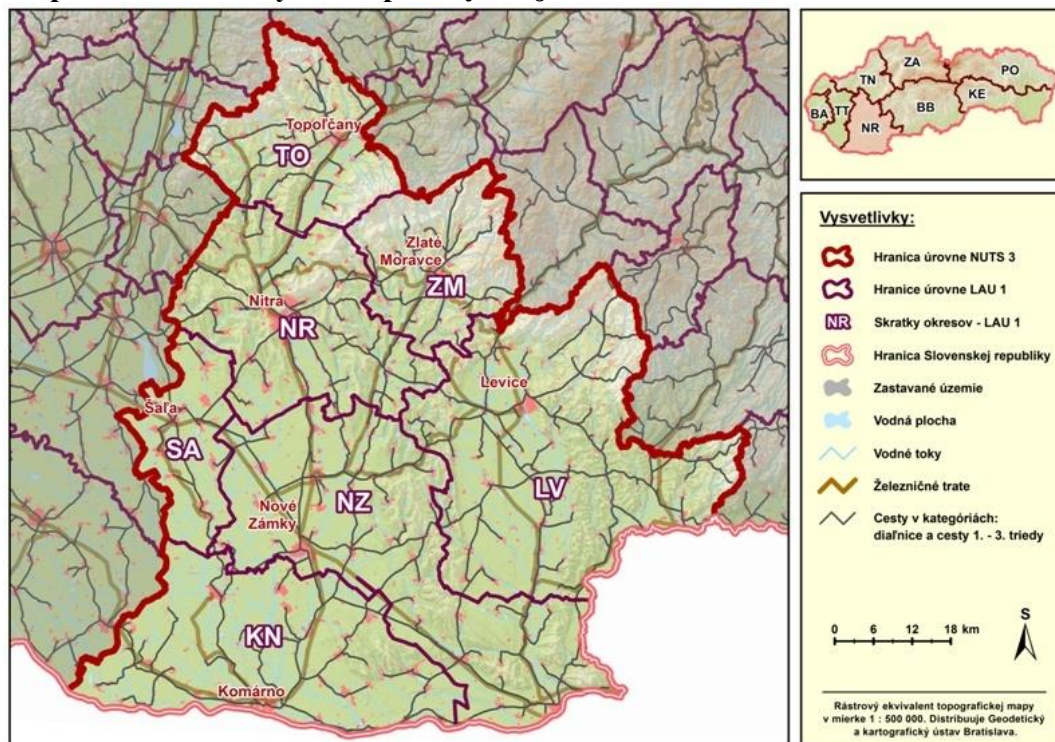 Topoľčany
TO
Zlaté
Moravce
ZM
Nitra
NR
Levice
Šaľa
SA
NZ
LV
Nové
Zámky
KN
Komárno
ZA
PO
TN
KE
BA
TT
BB
NR
Vysvetlivky:
Hranica úrovne NUTS 3
Hranice úrovne LAU 1
NR
Skratky okresov - LAU 1
Hranica Slovenskej republiky
Zastavané územie
Vodná plocha
Vodné toky
Železničné trate
Cesty v kategóriách:
diaľnice a cesty 1. - 3. triedy
S
0 6 12 18 km
Rástrový ekvivalent topografickej mapy
v mierke 1 : 500 000. Distribuuje Geodetický
a kartografický ústav Bratislava.